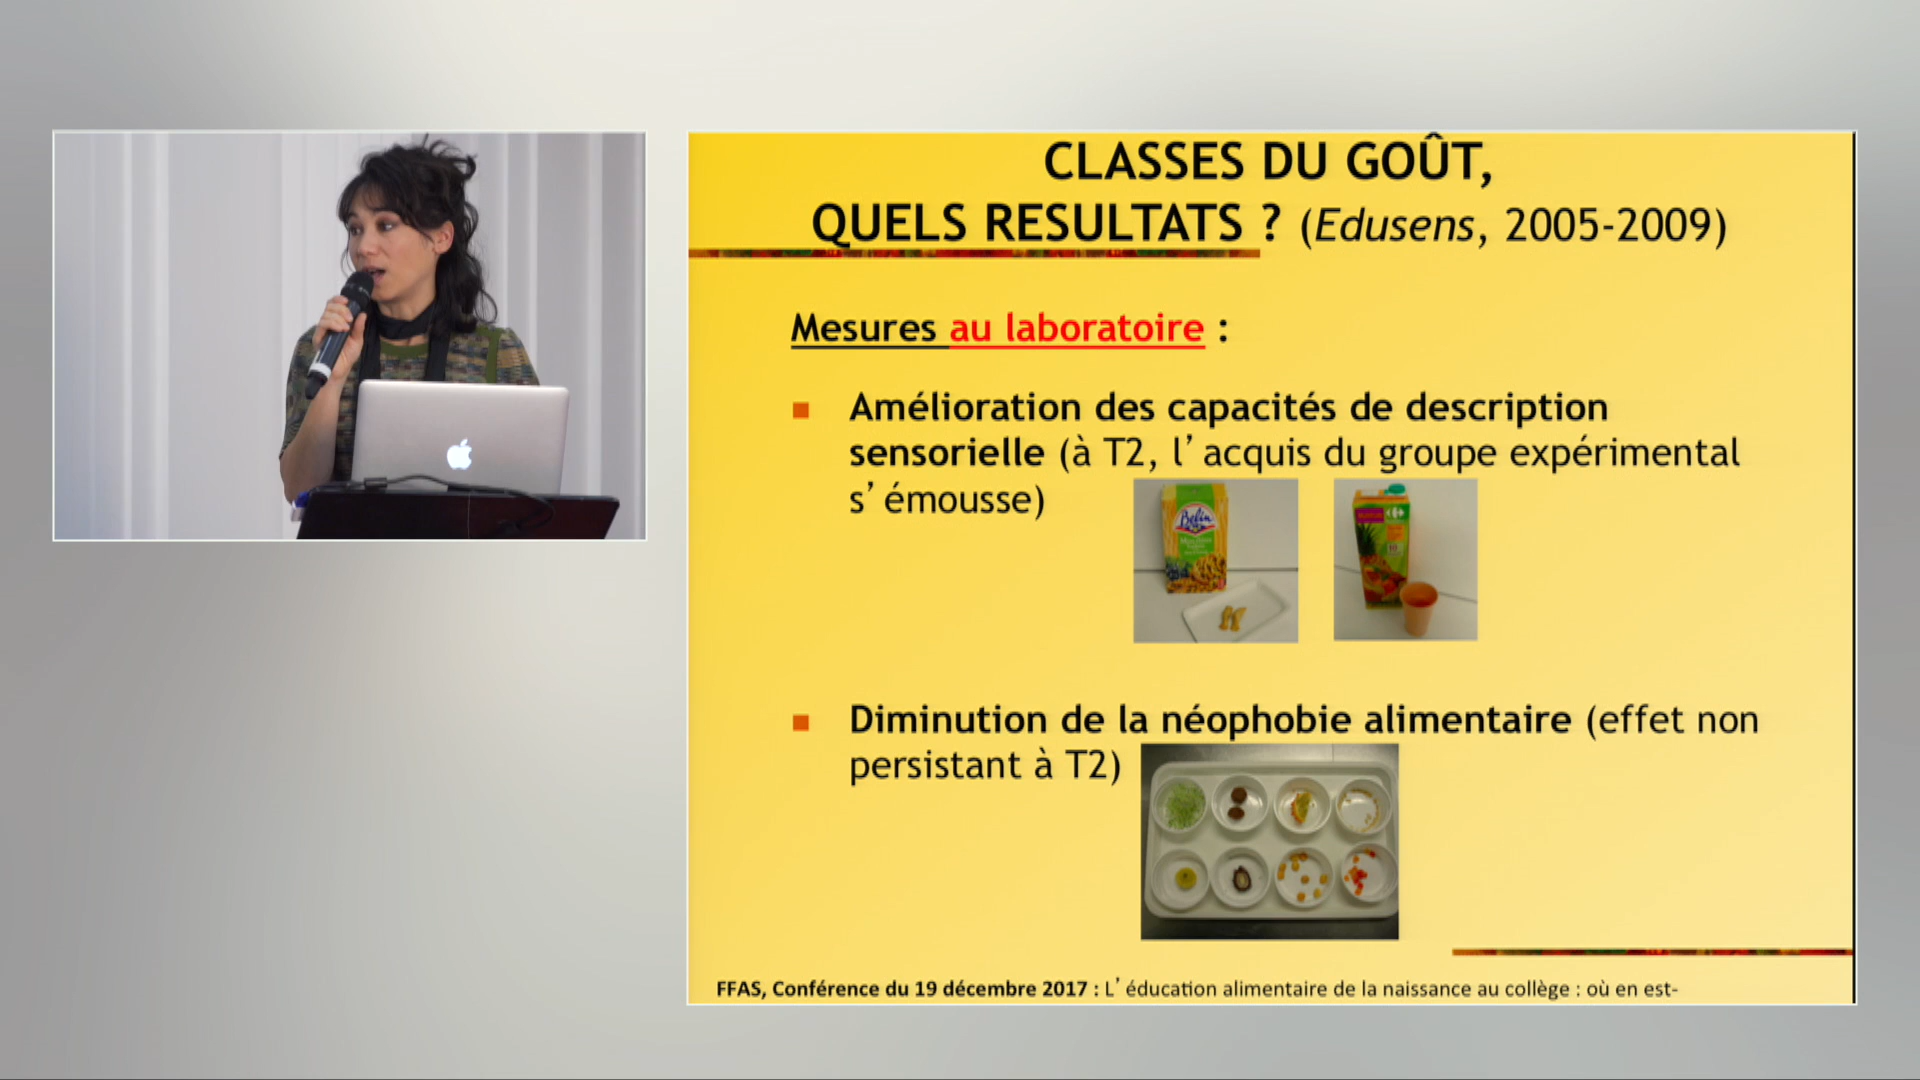 CLASSES DU GOÛT,
QUELS RESULTATS ? (Edusens, 2005-2009)
Mesures au laboratoire :
Amélioration des capacités de description
sensorielle (à T2, l’ acquis du groupe expérimental
s’ émousse)
Belin
Diminution de la néophobie alimentaire (effet non
persistant à T2)
FFAS, Conférence du 19 décembre 2017 : L’ éducation alimentaire de la naissance au collège : où en est-